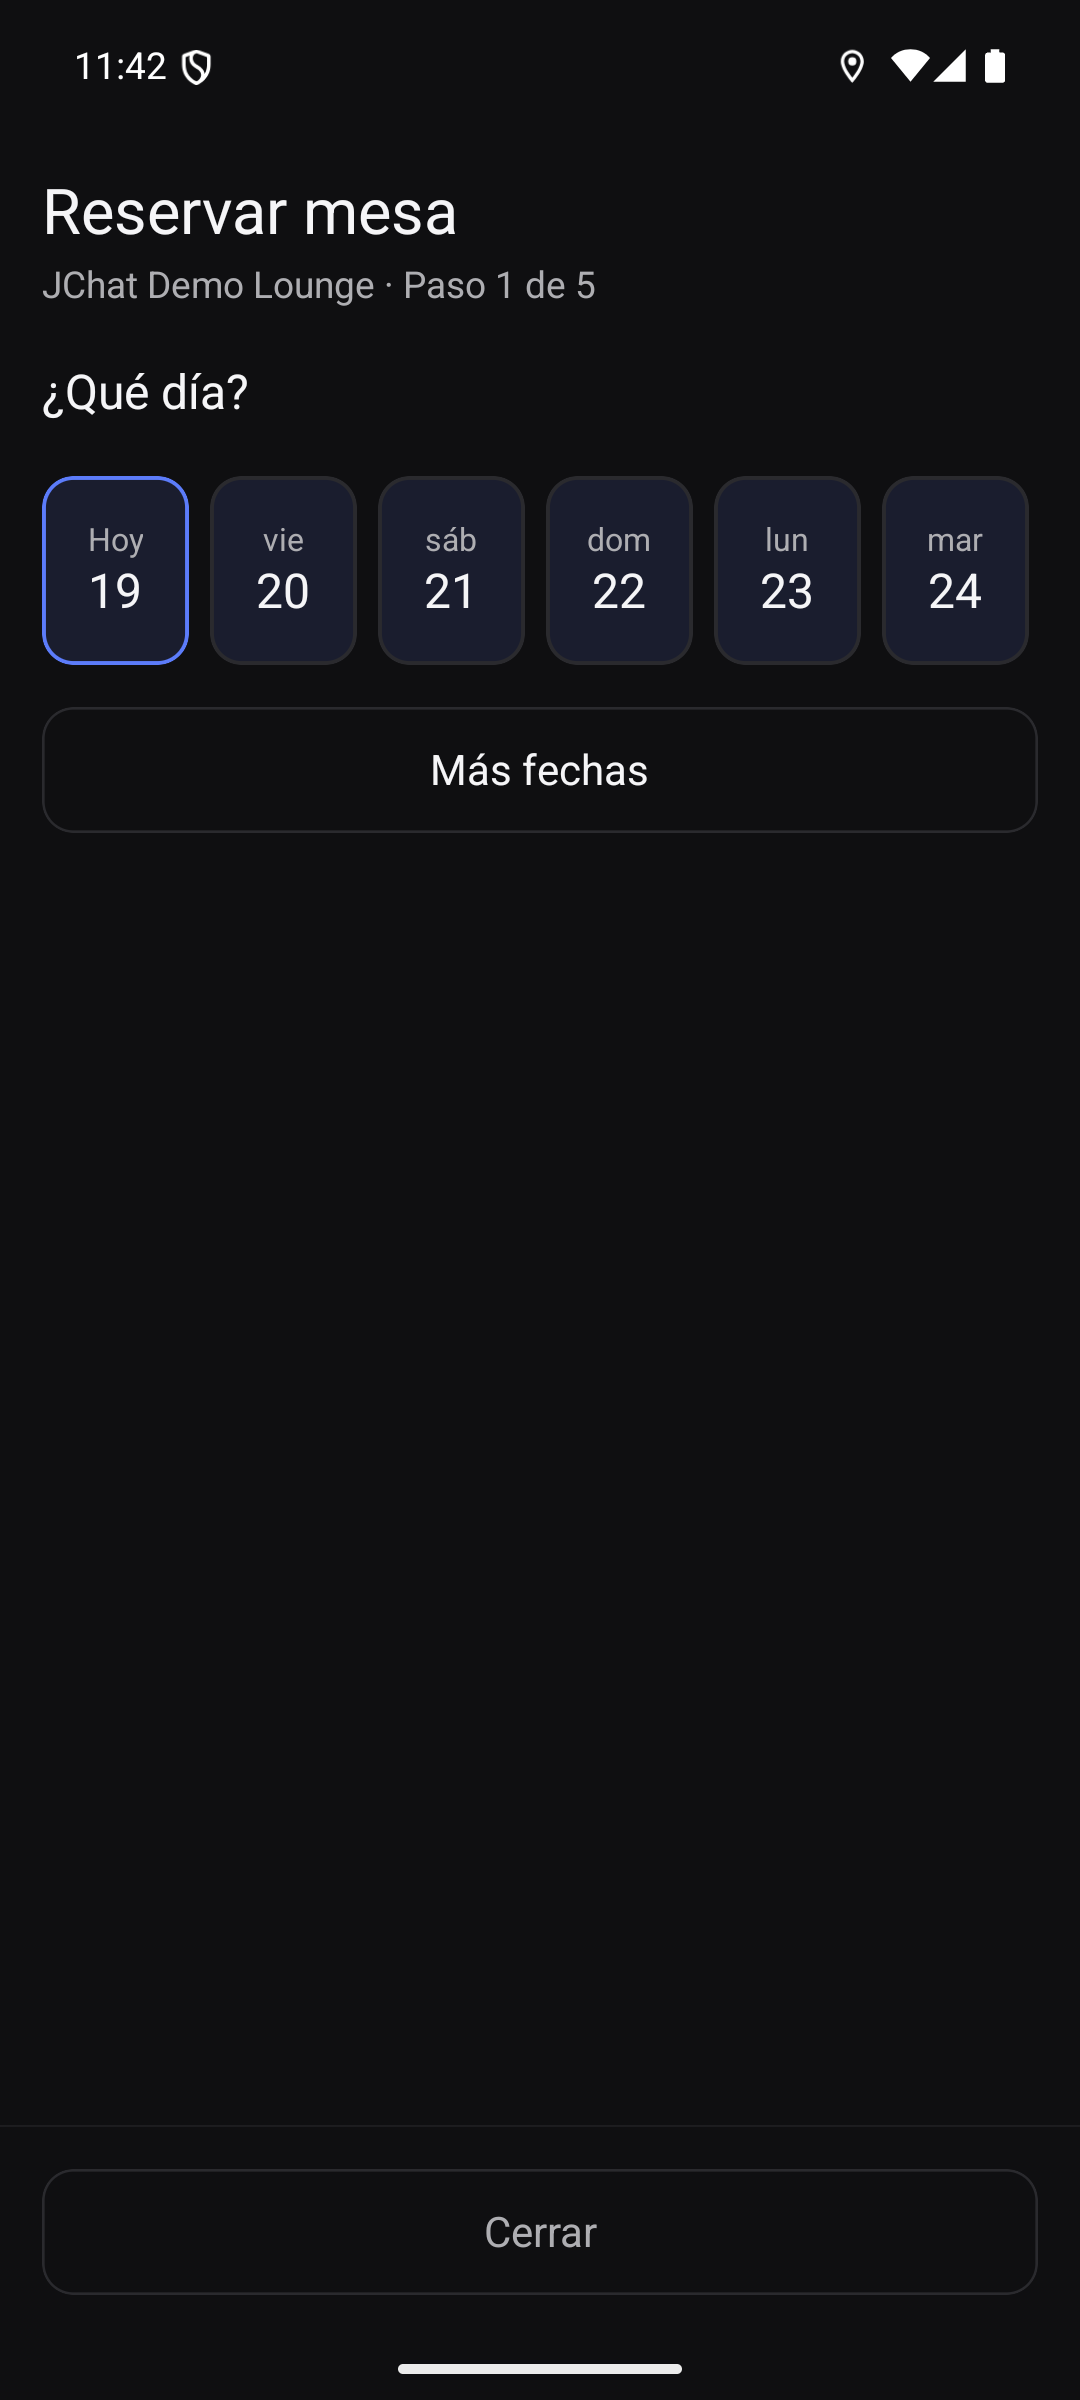 11:42
Reservar mesa
JChat Demo Lounge · Paso 1 de 5
¿Qué día?
Hoy vie sáb dom lun mar
19 20 21 22 23 24
Más fechas
Cerrar